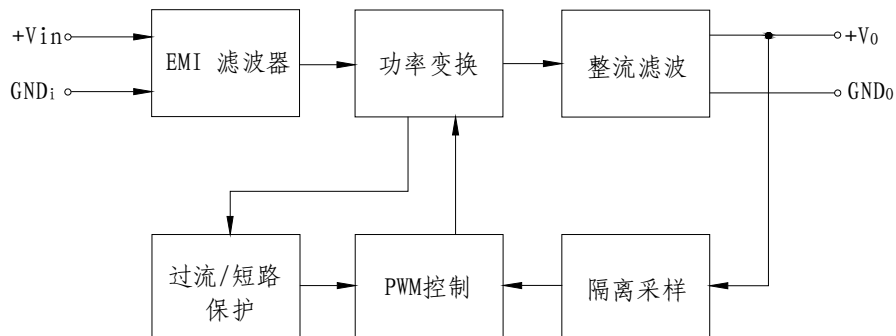 +Vin
EMI 滤波器
功率变换
整流滤波
+V₀
GNDᵢ
GND₀
过流/短路
保护
PWM控制
隔离采样